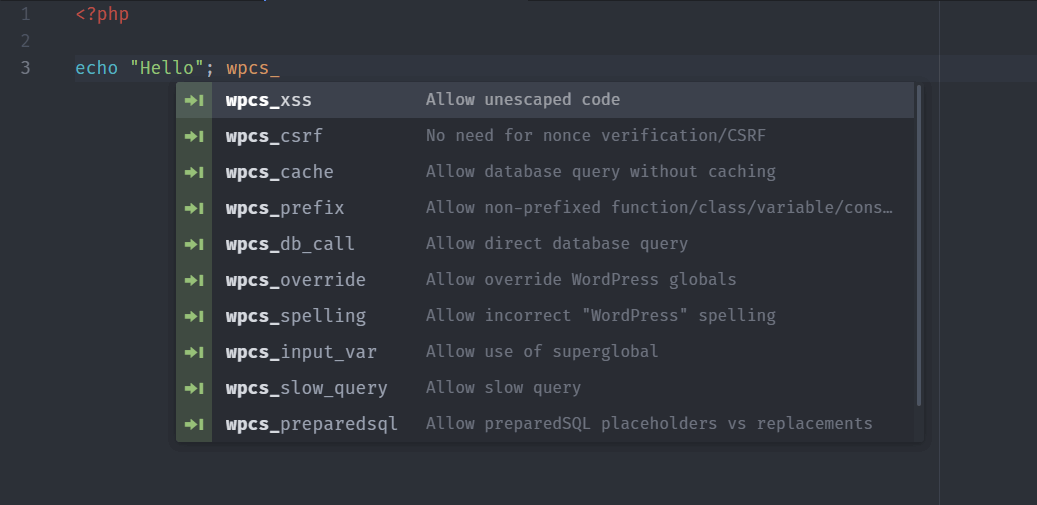 1 <?php
2
3 echo "Hello"; wpcs_
wpcs_xss Allow unescaped code
wpcs_csrf No need for nonce verification/CSRF
wpcs_cache Allow database query without caching
wpcs_prefix Allow non-prefixed function/class/variable/cons…
wpcs_db_call Allow direct database query
wpcs_override Allow override WordPress globals
wpcs_spelling Allow incorrect "WordPress" spelling
wpcs_input_var Allow use of superglobal
wpcs_slow_query Allow slow query
wpcs_preparedsql Allow preparedSQL placeholders vs replacements